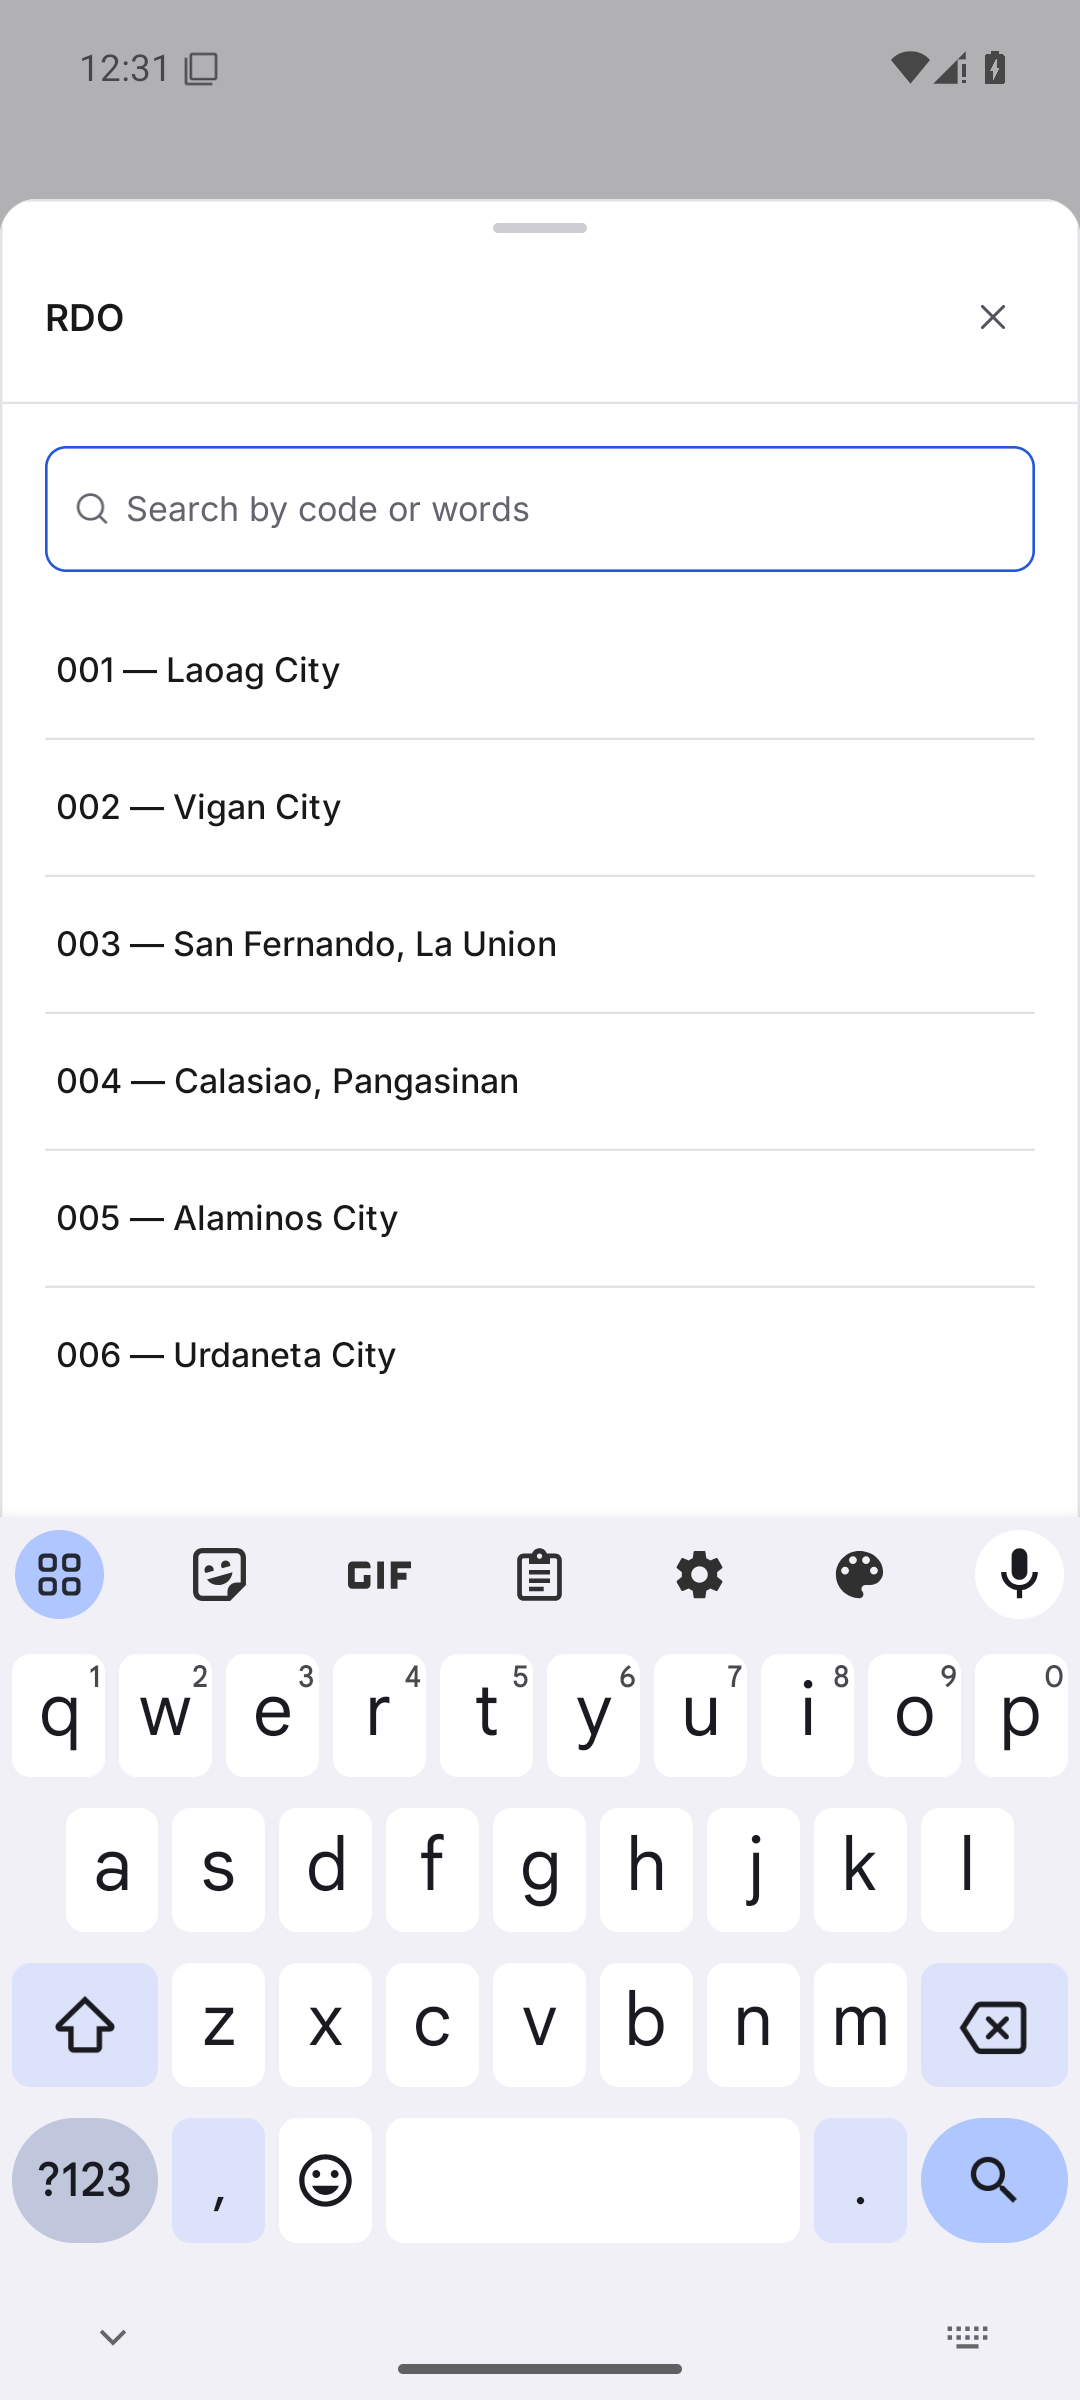 12:31
RDO
Search by code or words
001 — Laoag City
002 — Vigan City
003 — San Fernando, La Union
004 — Calasiao, Pangasinan
005 — Alaminos City
006 — Urdaneta City
GIF
q 1 w 2 e 3 r 4 t 5 y 6 u 7 i 8 o 9 p 0
a s d f g h j k l
z x c v b n m
?123 , .